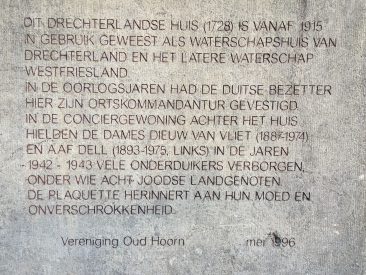 DIT DRECHTERLANDSE HUIS (1728) IS VANAF 1915
IN GEBRUIK GEWEEST ALS WATERSCHAPSHUIS VAN
DRECHTERLAND EN HET LATERE WATERSCHAP
WESTFRIESLAND.
IN DE OORLOGSJAREN HAD DE DUITSE BEZETTER
HIER ZIJN ORTSKOMMANDANTUR GEVESTIGD.
IN DE CONCIERGEWONING ACHTER HET HUIS
HIELDEN DE DAMES DIEUW VAN VLIET (1887-1974)
EN AAF DELL (1893-1975, LINKS) IN DE JAREN
1942 - 1943 VELE ONDERDUIKERS VERBORGEN,
ONDER WIE ACHT JOODSE LANDGENOTEN.
DE PLAQUETTE HERINNERT AAN HUN MOED EN
ONVERSCHROKKENHEID.
Vereniging Oud Hoorn mei 1996